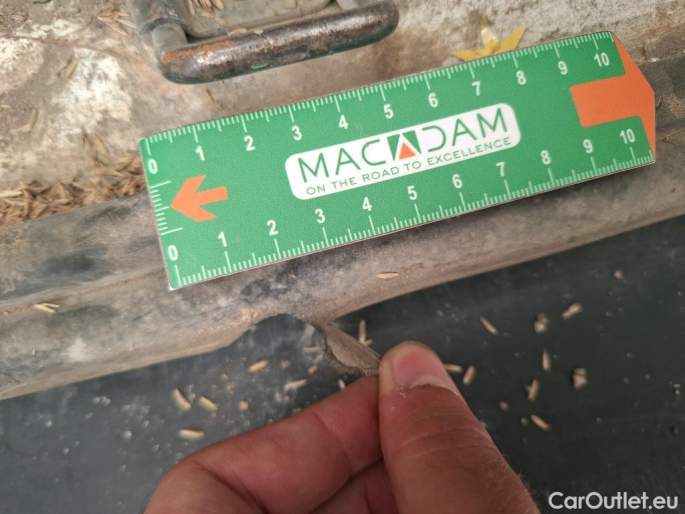 0 1 2 3 4 5 6 7 8 9 10
MACADAM
ON THE ROAD TO EXCELLENCE
0 1 2 3 4 5 6 7 8 9 10
CarOutlet.eu